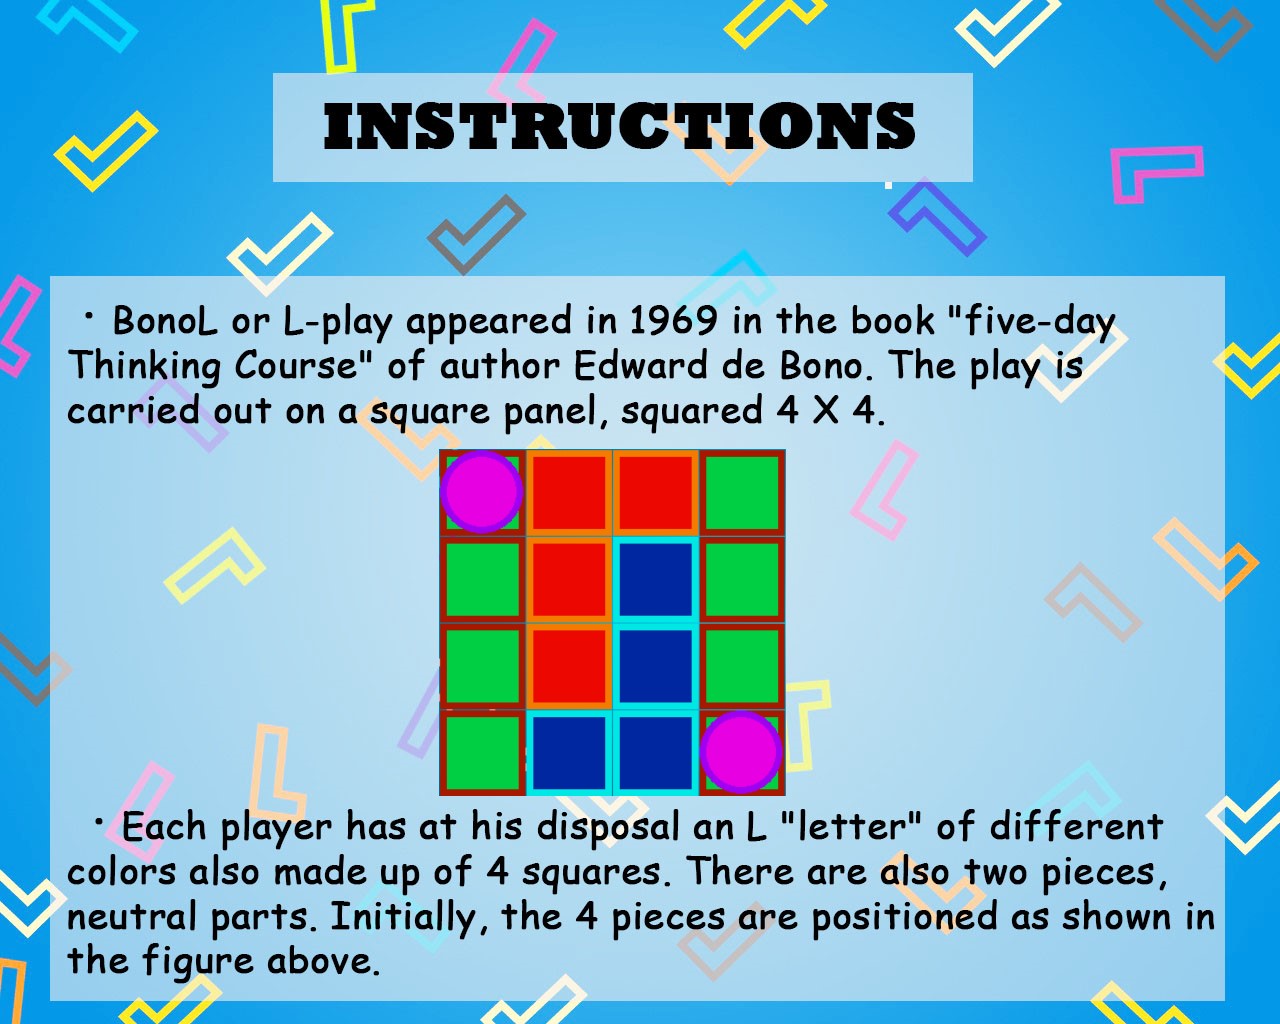 INSTRUCTIONS
· BonoL or L-play appeared in 1969 in the book "five-day
Thinking Course" of author Edward de Bono. The play is
carried out on a square panel, squared 4 X 4.
· Each player has at his disposal an L "letter" of different
colors also made up of 4 squares. There are also two pieces,
neutral parts. Initially, the 4 pieces are positioned as shown in
the figure above.